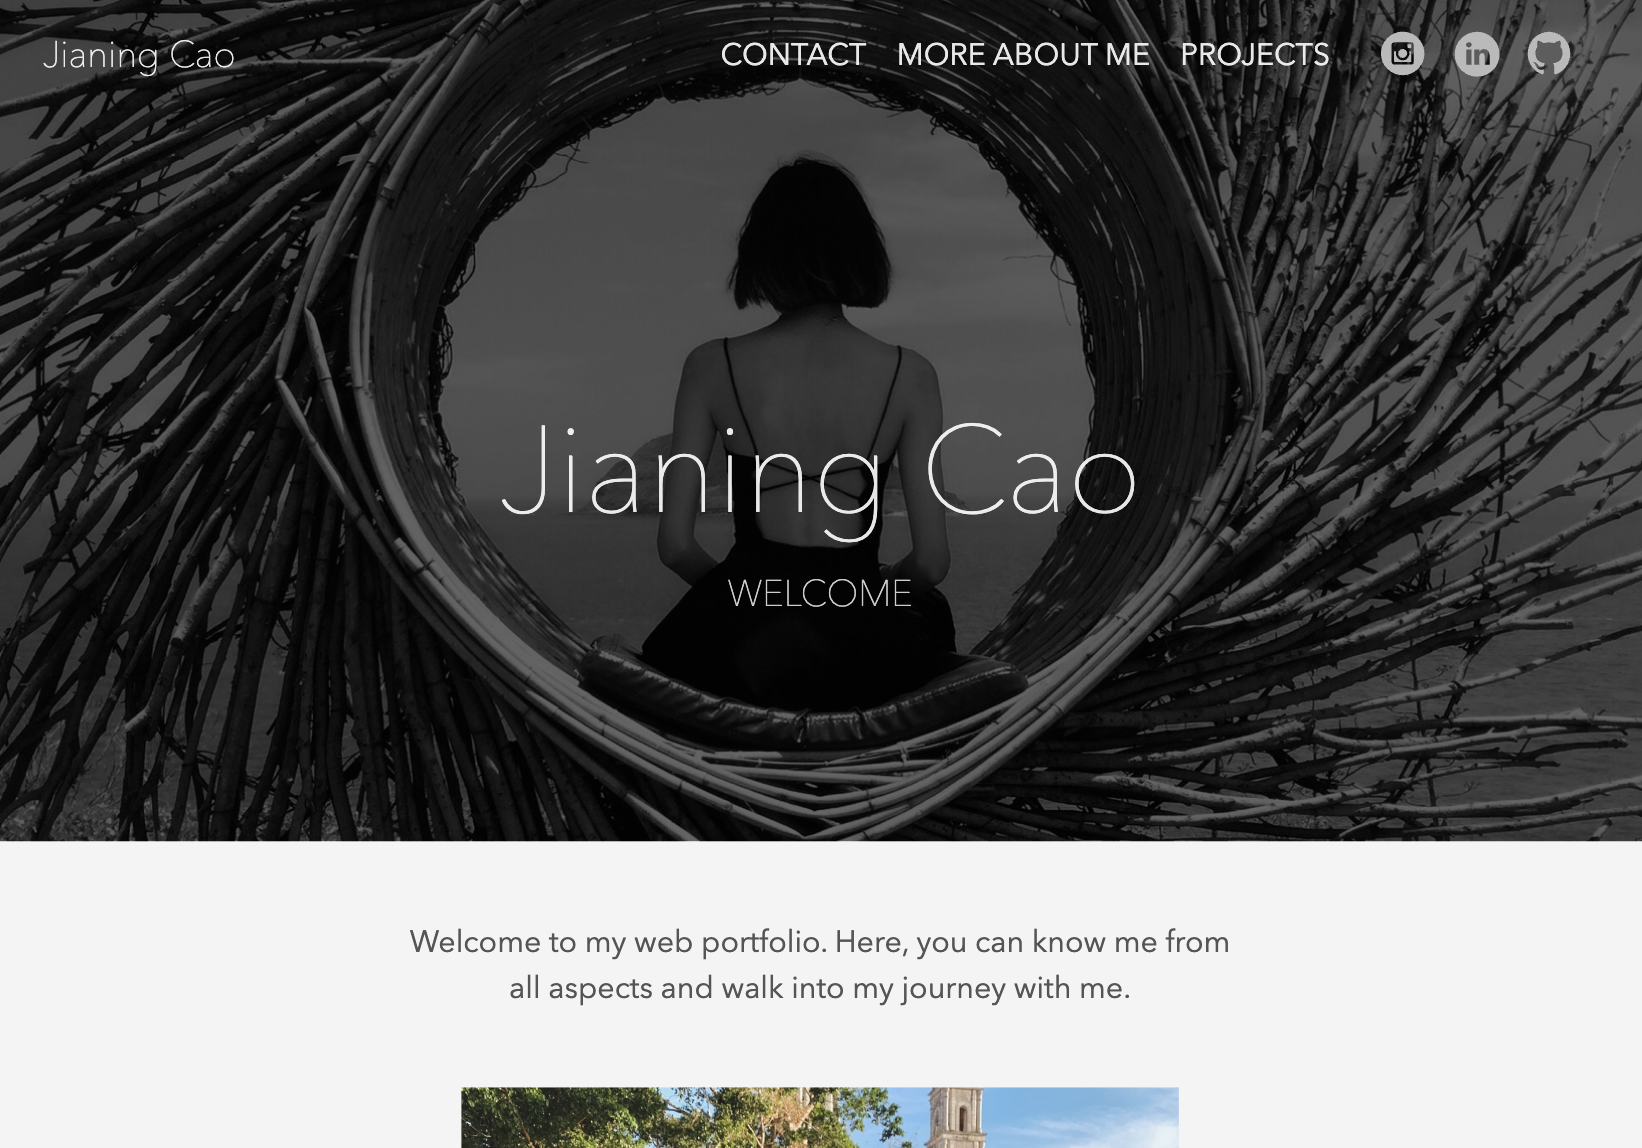 Jianing Cao
CONTACT MORE ABOUT ME PROJECTS
in
Jianing Cao
WELCOME
Welcome to my web portfolio. Here, you can know me from
all aspects and walk into my journey with me.